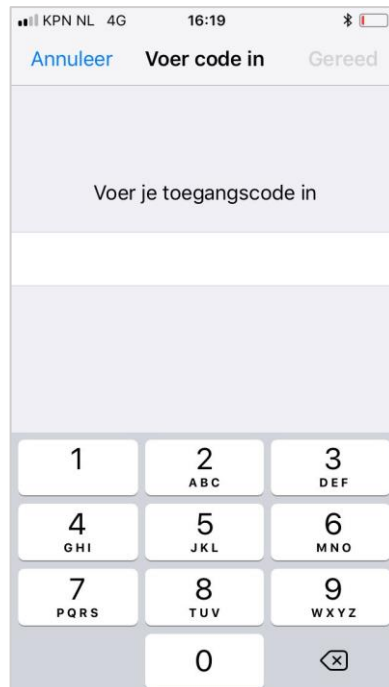 KPN NL 4G 16:19
Annuleer Voer code in Gereed
Voer je toegangscode in
1 2 3
ABC DEF
4 5 6
GHI JKL MNO
7 8 9
PQRS TUV WXYZ
0